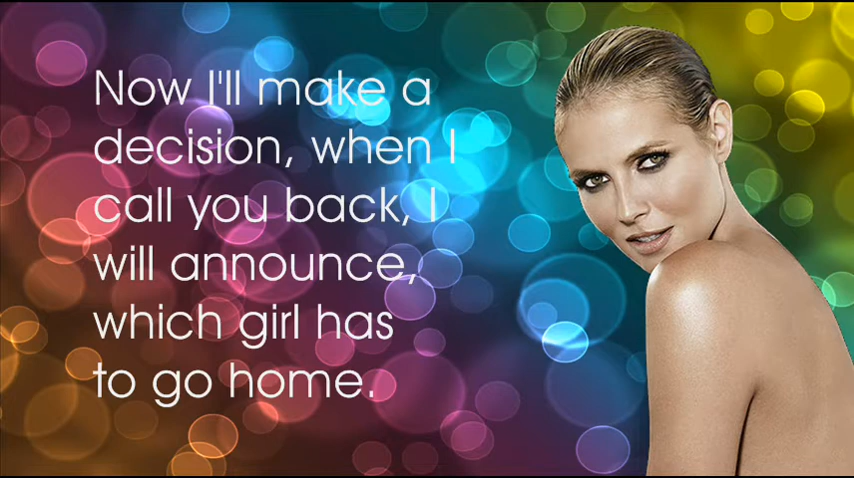 Now I'll make a
decision, when I
call you back, I
will announce,
which girl has
to go home.